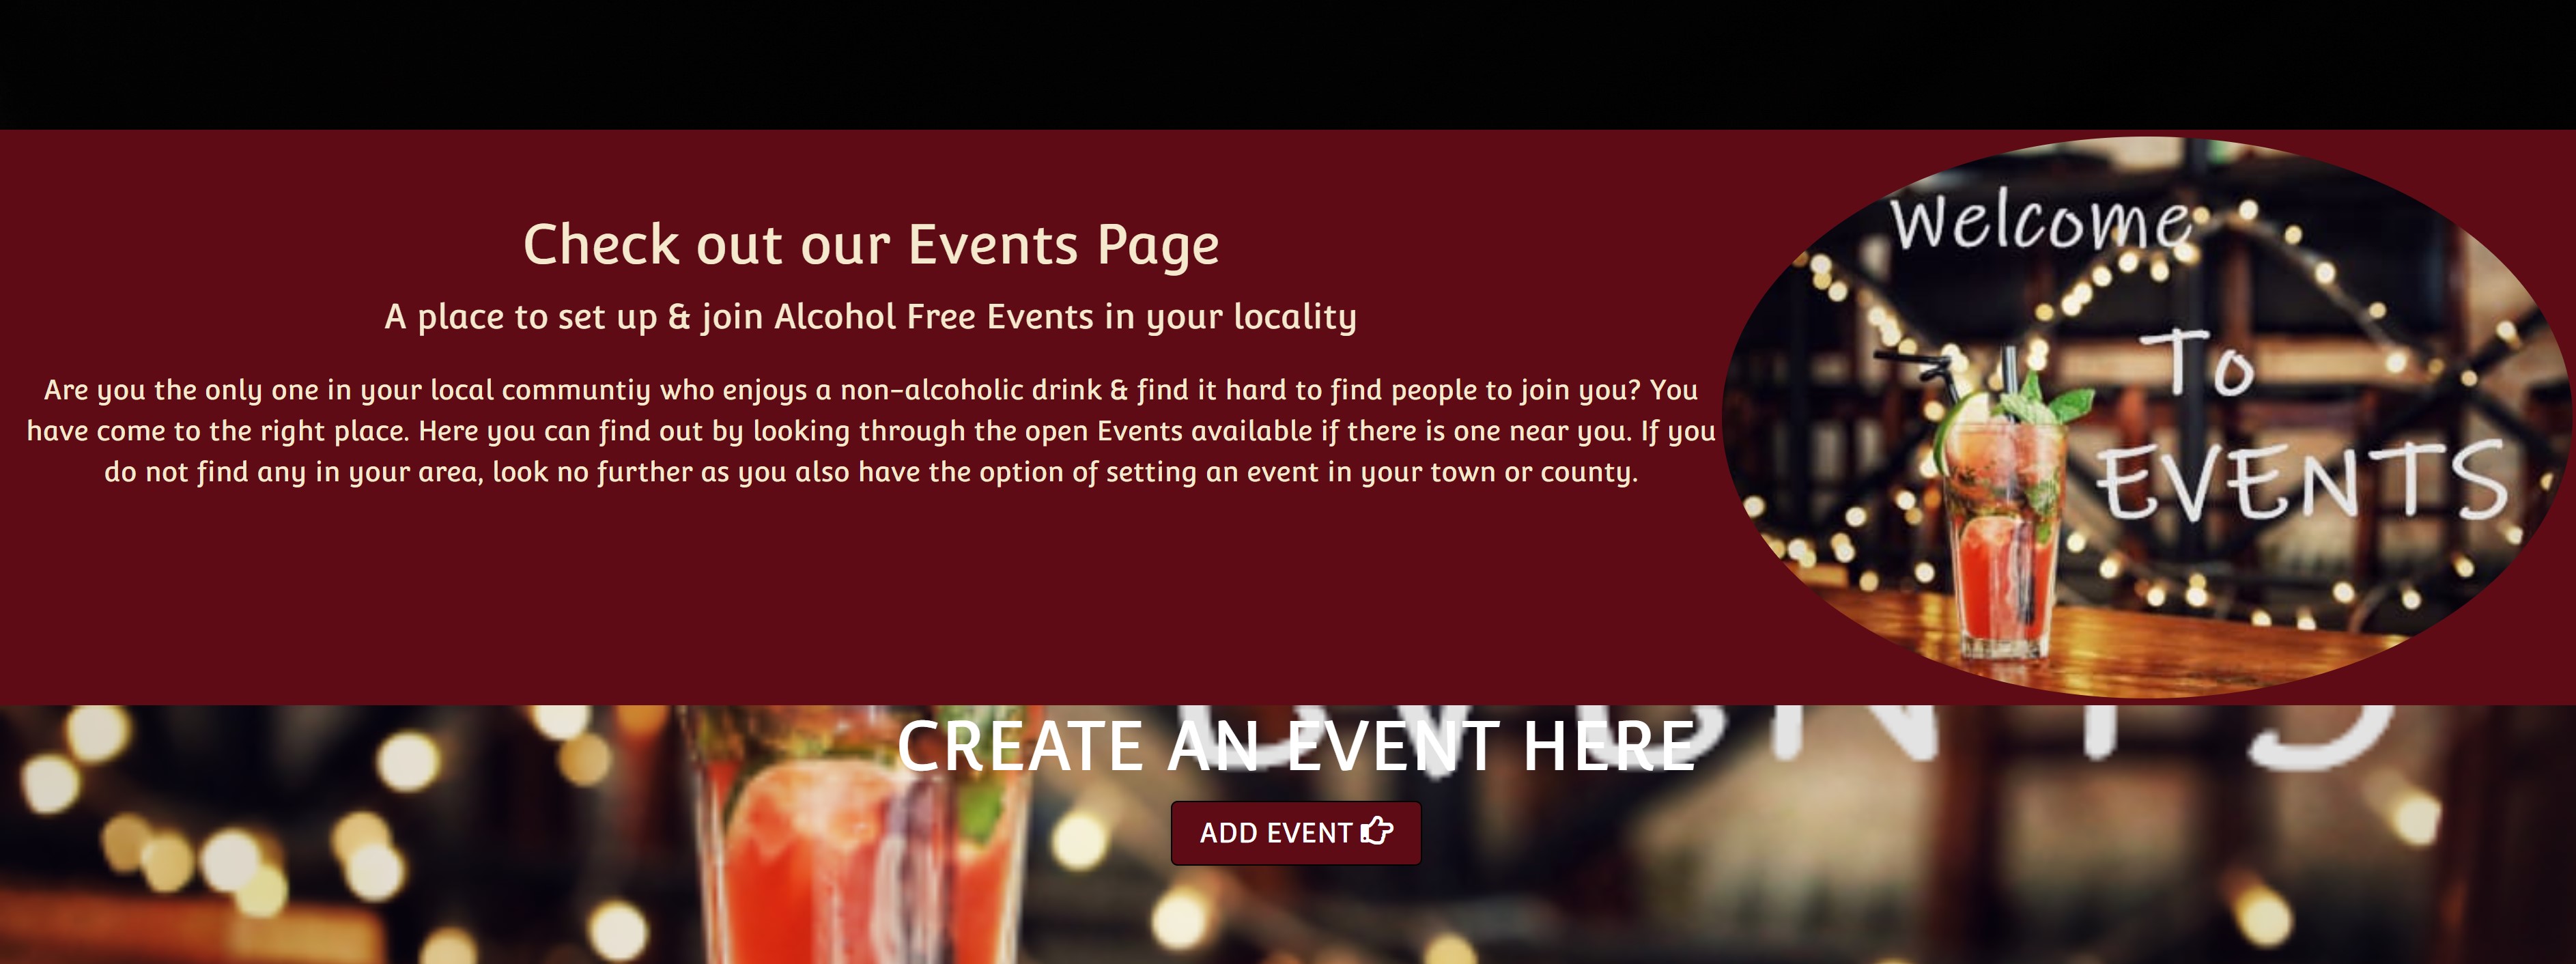 Check out our Events Page
A place to set up & join Alcohol Free Events in your locality
Are you the only one in your local communtiy who enjoys a non-alcoholic drink & find it hard to find people to join you? You
have come to the right place. Here you can find out by looking through the open Events available if there is one near you. If you
do not find any in your area, look no further as you also have the option of setting an event in your town or county.
Welcome
To
EVENTS
CREATE AN EVENT HERE
ADD EVENT